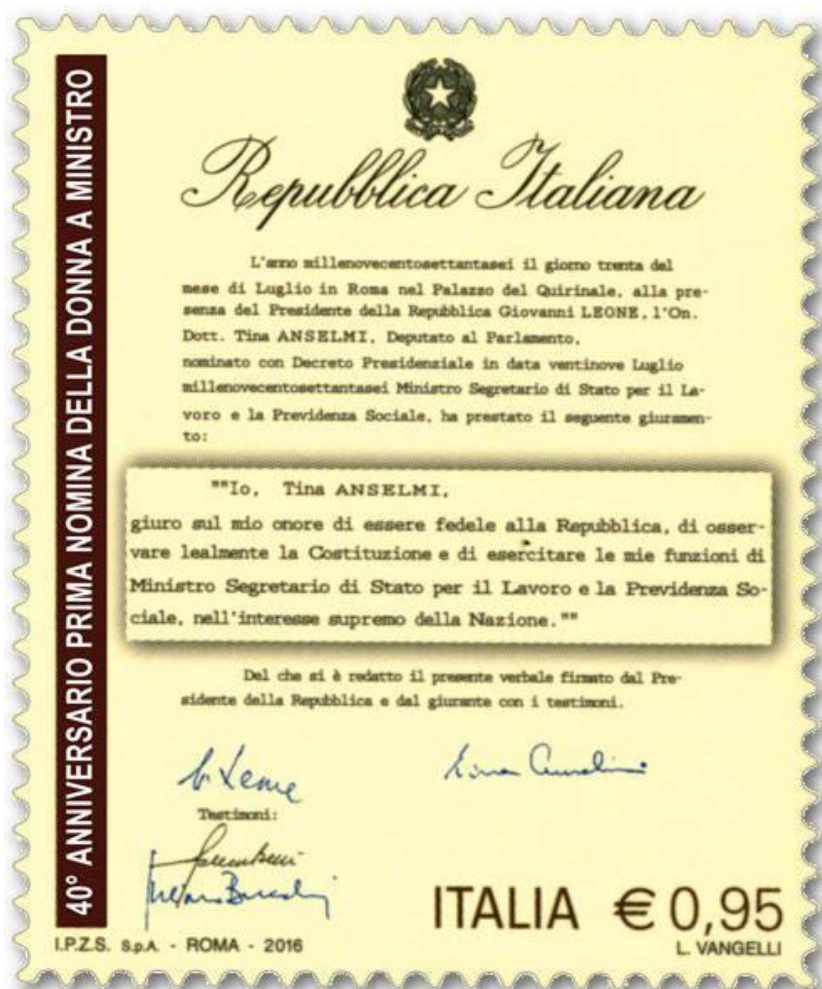 40° ANNIVERSARIO PRIMA NOMINA DELLA DONNA A MINISTRO
Repubblica Italiana
L'anno millenovecentosettantasei il giorno trenta del
mese di Luglio in Roma nel Palazzo del Quirinale, alla pre-
senza del Presidente della Repubblica Giovanni LEONE, l'On.
Dott. Tina ANSELMI, Deputato al Parlamento,
nominato con Decreto Presidenziale in data ventinove Luglio
millenovecentosettantasei Ministro Segretario di Stato per il La-
voro e la Previdenza Sociale, ha prestato il seguente giuramen-
to:
""Io, Tina ANSELMI,
giuro sul mio onore di essere fedele alla Repubblica, di osser-
vare lealmente la Costituzione e di esercitare le mie funzioni di
Ministro Segretario di Stato per il Lavoro e la Previdenza So-
ciale, nell'interesse supremo della Nazione.""
Del che si è redatto il presente verbale firmato dal Pre-
sidente della Repubblica e dal giurante con i testimoni.
G. Leone
Tina Anselmi
Testimoni:
ITALIA € 0,95
I.P.Z.S. S.p.A. - ROMA - 2016
L. VANGELLI